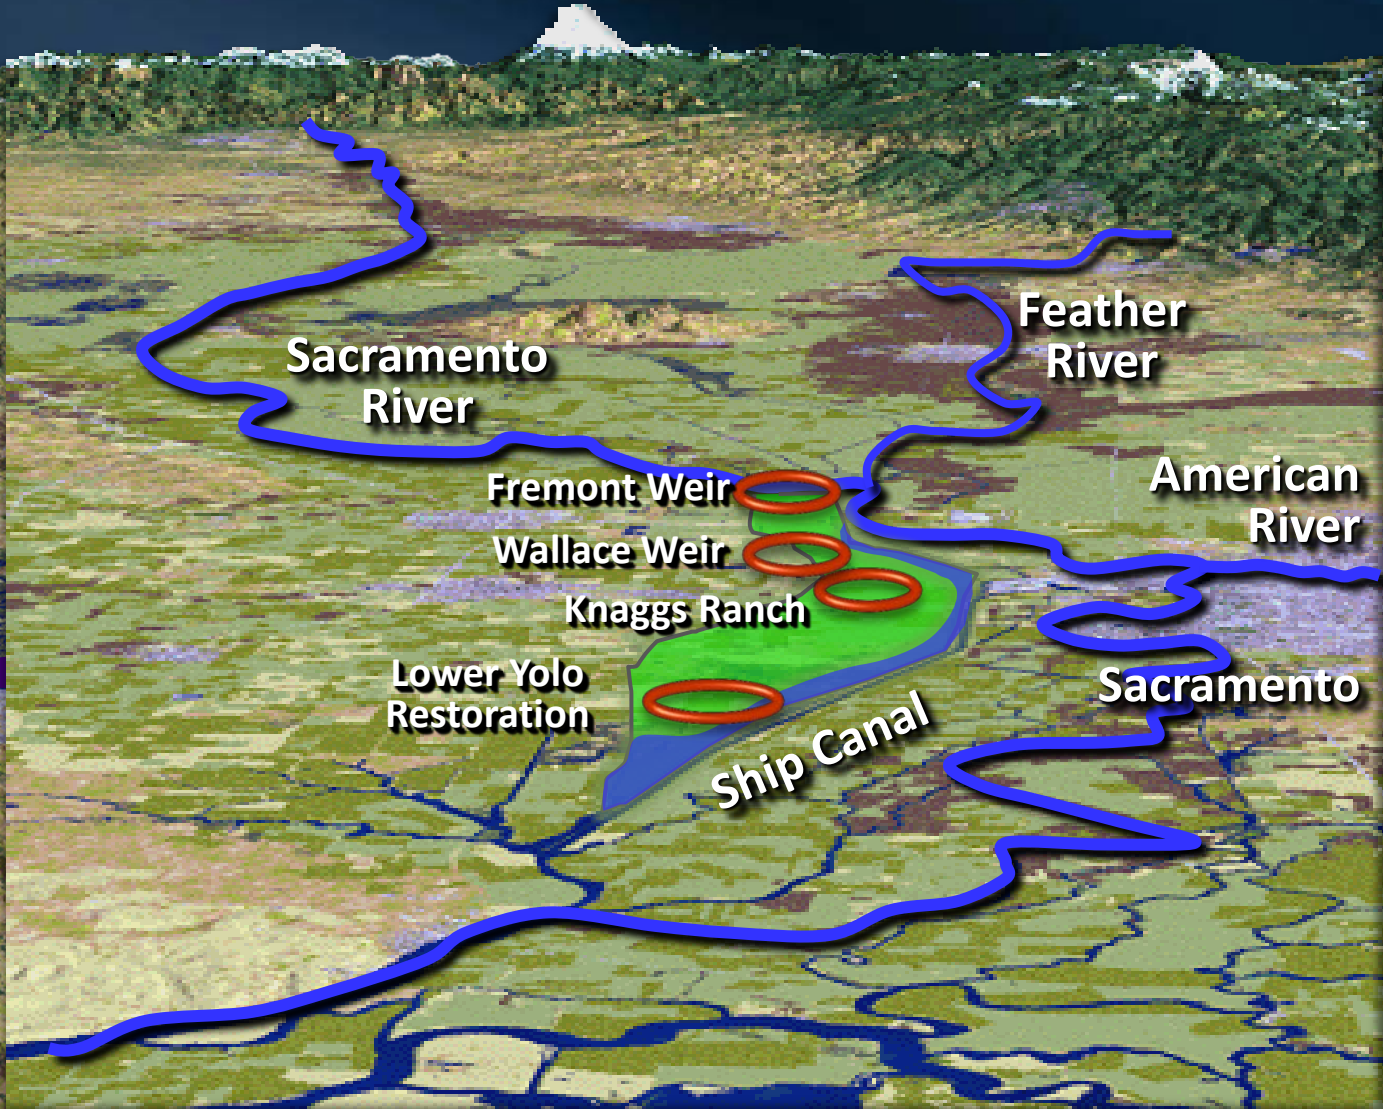 Feather
River
Sacramento
River
American
River
Fremont Weir
Wallace Weir
Knaggs Ranch
Lower Yolo
Restoration
Sacramento
Ship Canal